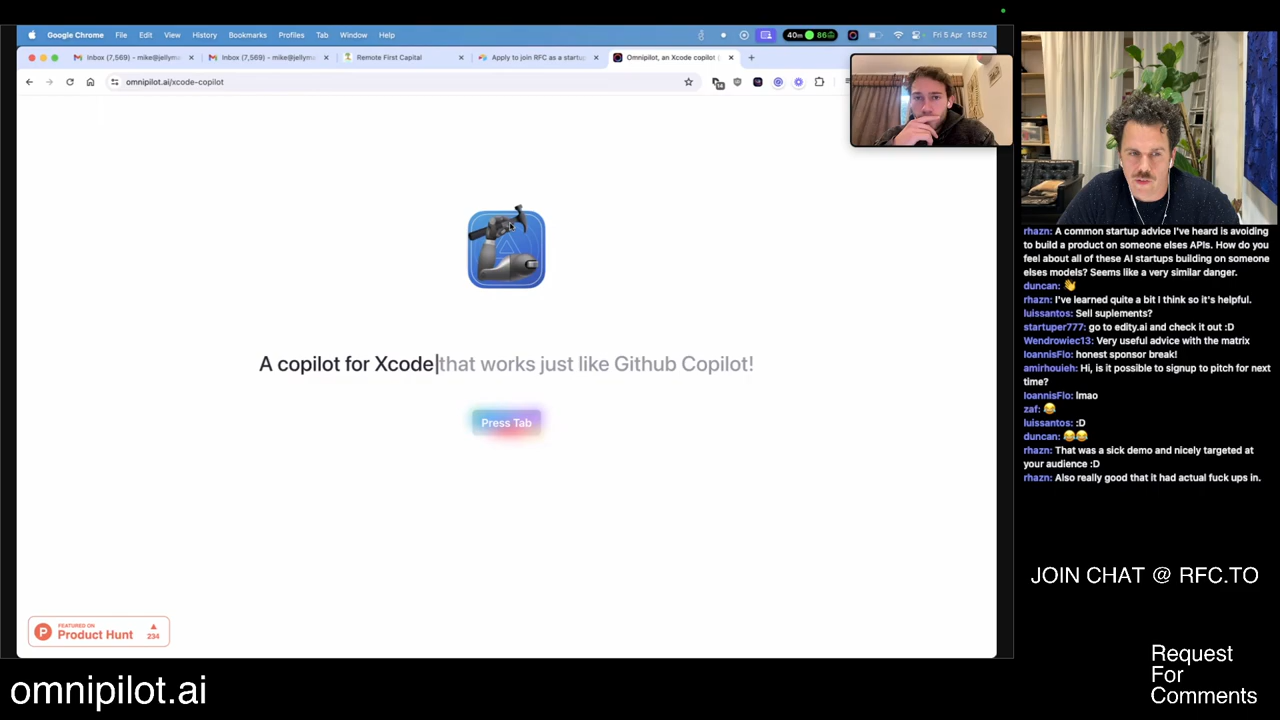 Google Chrome File Edit View History Bookmarks Profiles Tab Window Help 40m 86% Fri 5 Apr 18:52
Inbox (7,569) – mike@jellyma Inbox (7,569) – mike@jellyma Remote First Capital Apply to join RFC as a startu Omnipilot, an Xcode copilot
omnipilot.ai/xcode-copilot
A copilot for Xcode that works just like Github Copilot!
Press Tab
FEATURED ON
Product Hunt
234
omnipilot.ai
rhazn: A common startup advice I've heard is avoiding
to build a product on someone elses APIs. How do you
feel about all of these AI startups building on someone
elses models? Seems like a very similar danger.
duncan: 👋
rhazn: I've learned quite a bit I think so it's helpful.
luissantos: Sell suplements?
startuper777: go to edity.ai and check it out :D
Wendrowiec13: Very useful advice with the matrix
IoannisFlo: honest sponsor break!
amirhouieh: Hi, is it possible to signup to pitch for next
time?
IoannisFlo: lmao
zaf: 😂
luissantos: :D
duncan: 😂😂
rhazn: That was a sick demo and nicely targeted at
your audience :D
rhazn: Also really good that it had actual fuck ups in.
JOIN CHAT @ RFC.TO
Request
For
Comments